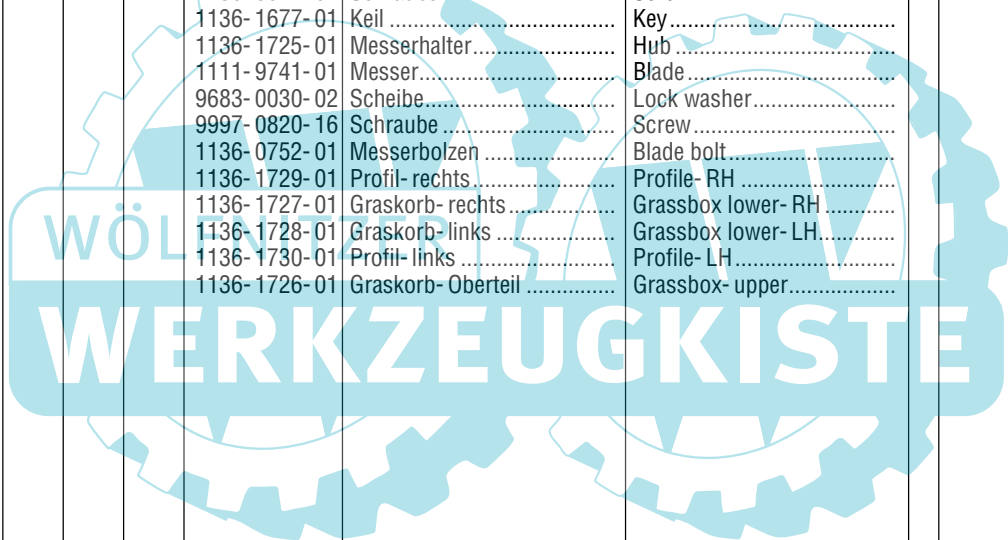 1136- 1677- 01 Keil ................................ Key...................................
1136- 1725- 01 Messerhalter...................... Hub ..................................
1111- 9741- 01 Messer.............................. Blade................................
9683- 0030- 02 Scheibe............................. Lock washer......................
9997- 0820- 16 Schraube .......................... Screw...............................
1136- 0752- 01 Messerbolzen .................... Blade bolt..........................
1136- 1729- 01 Profil- rechts...................... Profile- RH ........................
1136- 1727- 01 Graskorb- rechts................ Grassbox lower- RH ...........
1136- 1728- 01 Graskorb- links .................. Grassbox lower- LH............
1136- 1730- 01 Profil- links ....................... Profile- LH.........................
1136- 1726- 01 Graskorb- Oberteil .............. Grassbox- upper.................
WÖLFNITZER
WERKZEUGKISTE